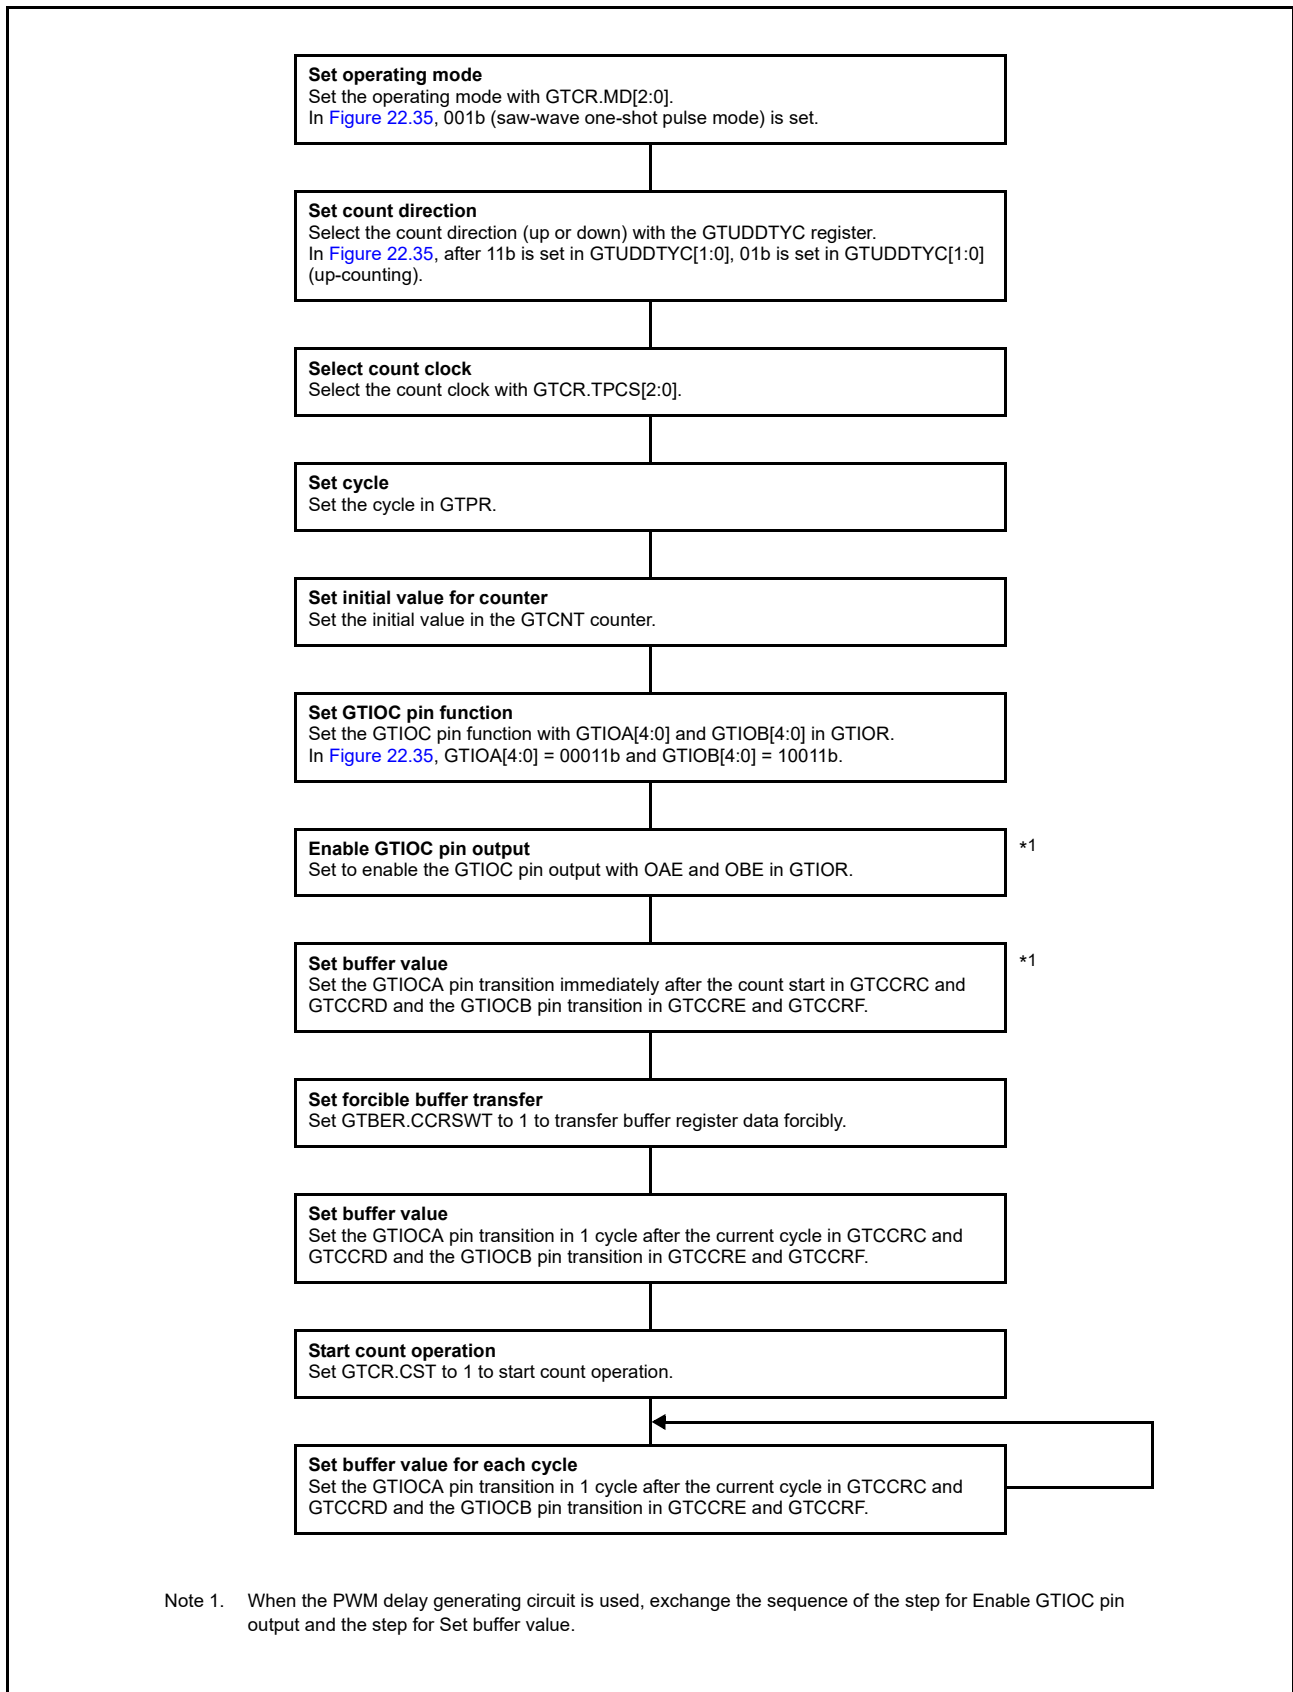 Set operating mode
Set the operating mode with GTCR.MD[2:0].
In Figure 22.35, 001b (saw-wave one-shot pulse mode) is set.
Set count direction
Select the count direction (up or down) with the GTUDDTYC register.
In Figure 22.35, after 11b is set in GTUDDTYC[1:0], 01b is set in GTUDDTYC[1:0]
(up-counting).
Select count clock
Select the count clock with GTCR.TPCS[2:0].
Set cycle
Set the cycle in GTPR.
Set initial value for counter
Set the initial value in the GTCNT counter.
Set GTIOC pin function
Set the GTIOC pin function with GTIOA[4:0] and GTIOB[4:0] in GTIOR.
In Figure 22.35, GTIOA[4:0] = 00011b and GTIOB[4:0] = 10011b.
Enable GTIOC pin output
Set to enable the GTIOC pin output with OAE and OBE in GTIOR.
*1
Set buffer value
Set the GTIOCA pin transition immediately after the count start in GTCCRC and
GTCCRD and the GTIOCB pin transition in GTCCRE and GTCCRF.
*1
Set forcible buffer transfer
Set GTBER.CCRSWT to 1 to transfer buffer register data forcibly.
Set buffer value
Set the GTIOCA pin transition in 1 cycle after the current cycle in GTCCRC and
GTCCRD and the GTIOCB pin transition in GTCCRE and GTCCRF.
Start count operation
Set GTCR.CST to 1 to start count operation.
Set buffer value for each cycle
Set the GTIOCA pin transition in 1 cycle after the current cycle in GTCCRC and
GTCCRD and the GTIOCB pin transition in GTCCRE and GTCCRF.
Note 1. When the PWM delay generating circuit is used, exchange the sequence of the step for Enable GTIOC pin
output and the step for Set buffer value.